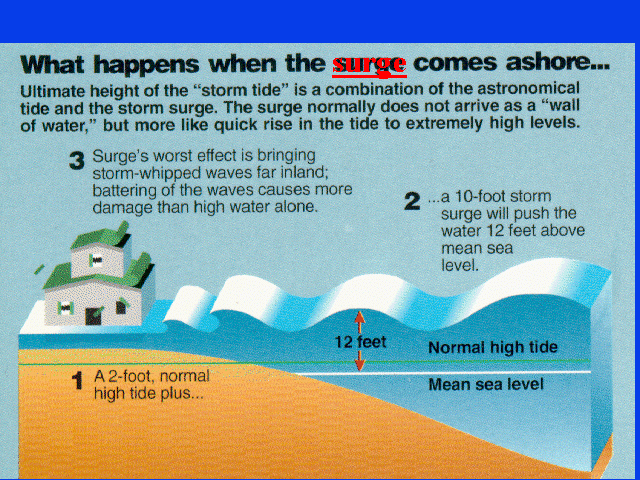 What happens when the surge comes ashore...
Ultimate height of the “storm tide” is a combination of the astronomical
tide and the storm surge. The surge normally does not arrive as a “wall
of water,” but more like quick rise in the tide to extremely high levels.
3 Surge's worst effect is bringing
storm-whipped waves far inland;
battering of the waves causes more
damage than high water alone.
2 ...a 10-foot storm
surge will push the
water 12 feet above
mean sea
level.
12 feet
Normal high tide
Mean sea level
1 A 2-foot, normal
high tide plus...